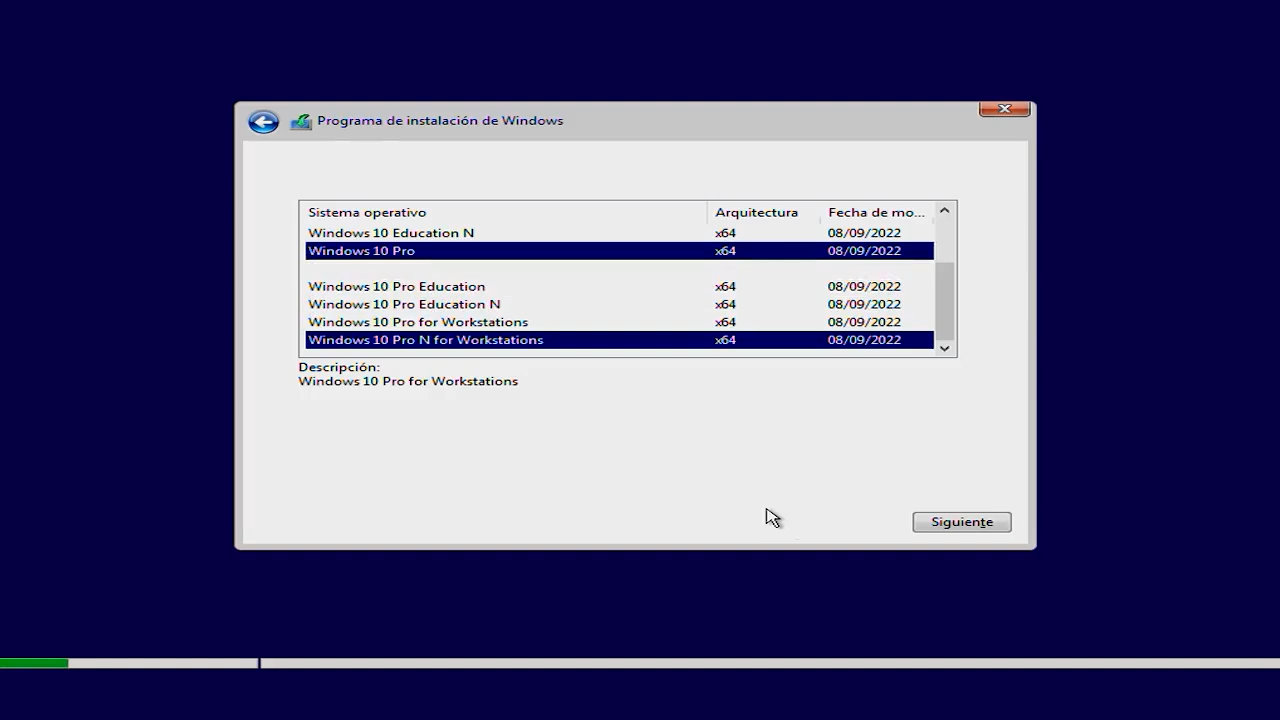 Programa de instalación de Windows
Sistema operativo Arquitectura Fecha de mo...
Windows 10 Education N x64 08/09/2022
Windows 10 Pro x64 08/09/2022
Windows 10 Pro Education x64 08/09/2022
Windows 10 Pro Education N x64 08/09/2022
Windows 10 Pro for Workstations x64 08/09/2022
Windows 10 Pro N for Workstations x64 08/09/2022
Descripción:
Windows 10 Pro for Workstations
Siguiente